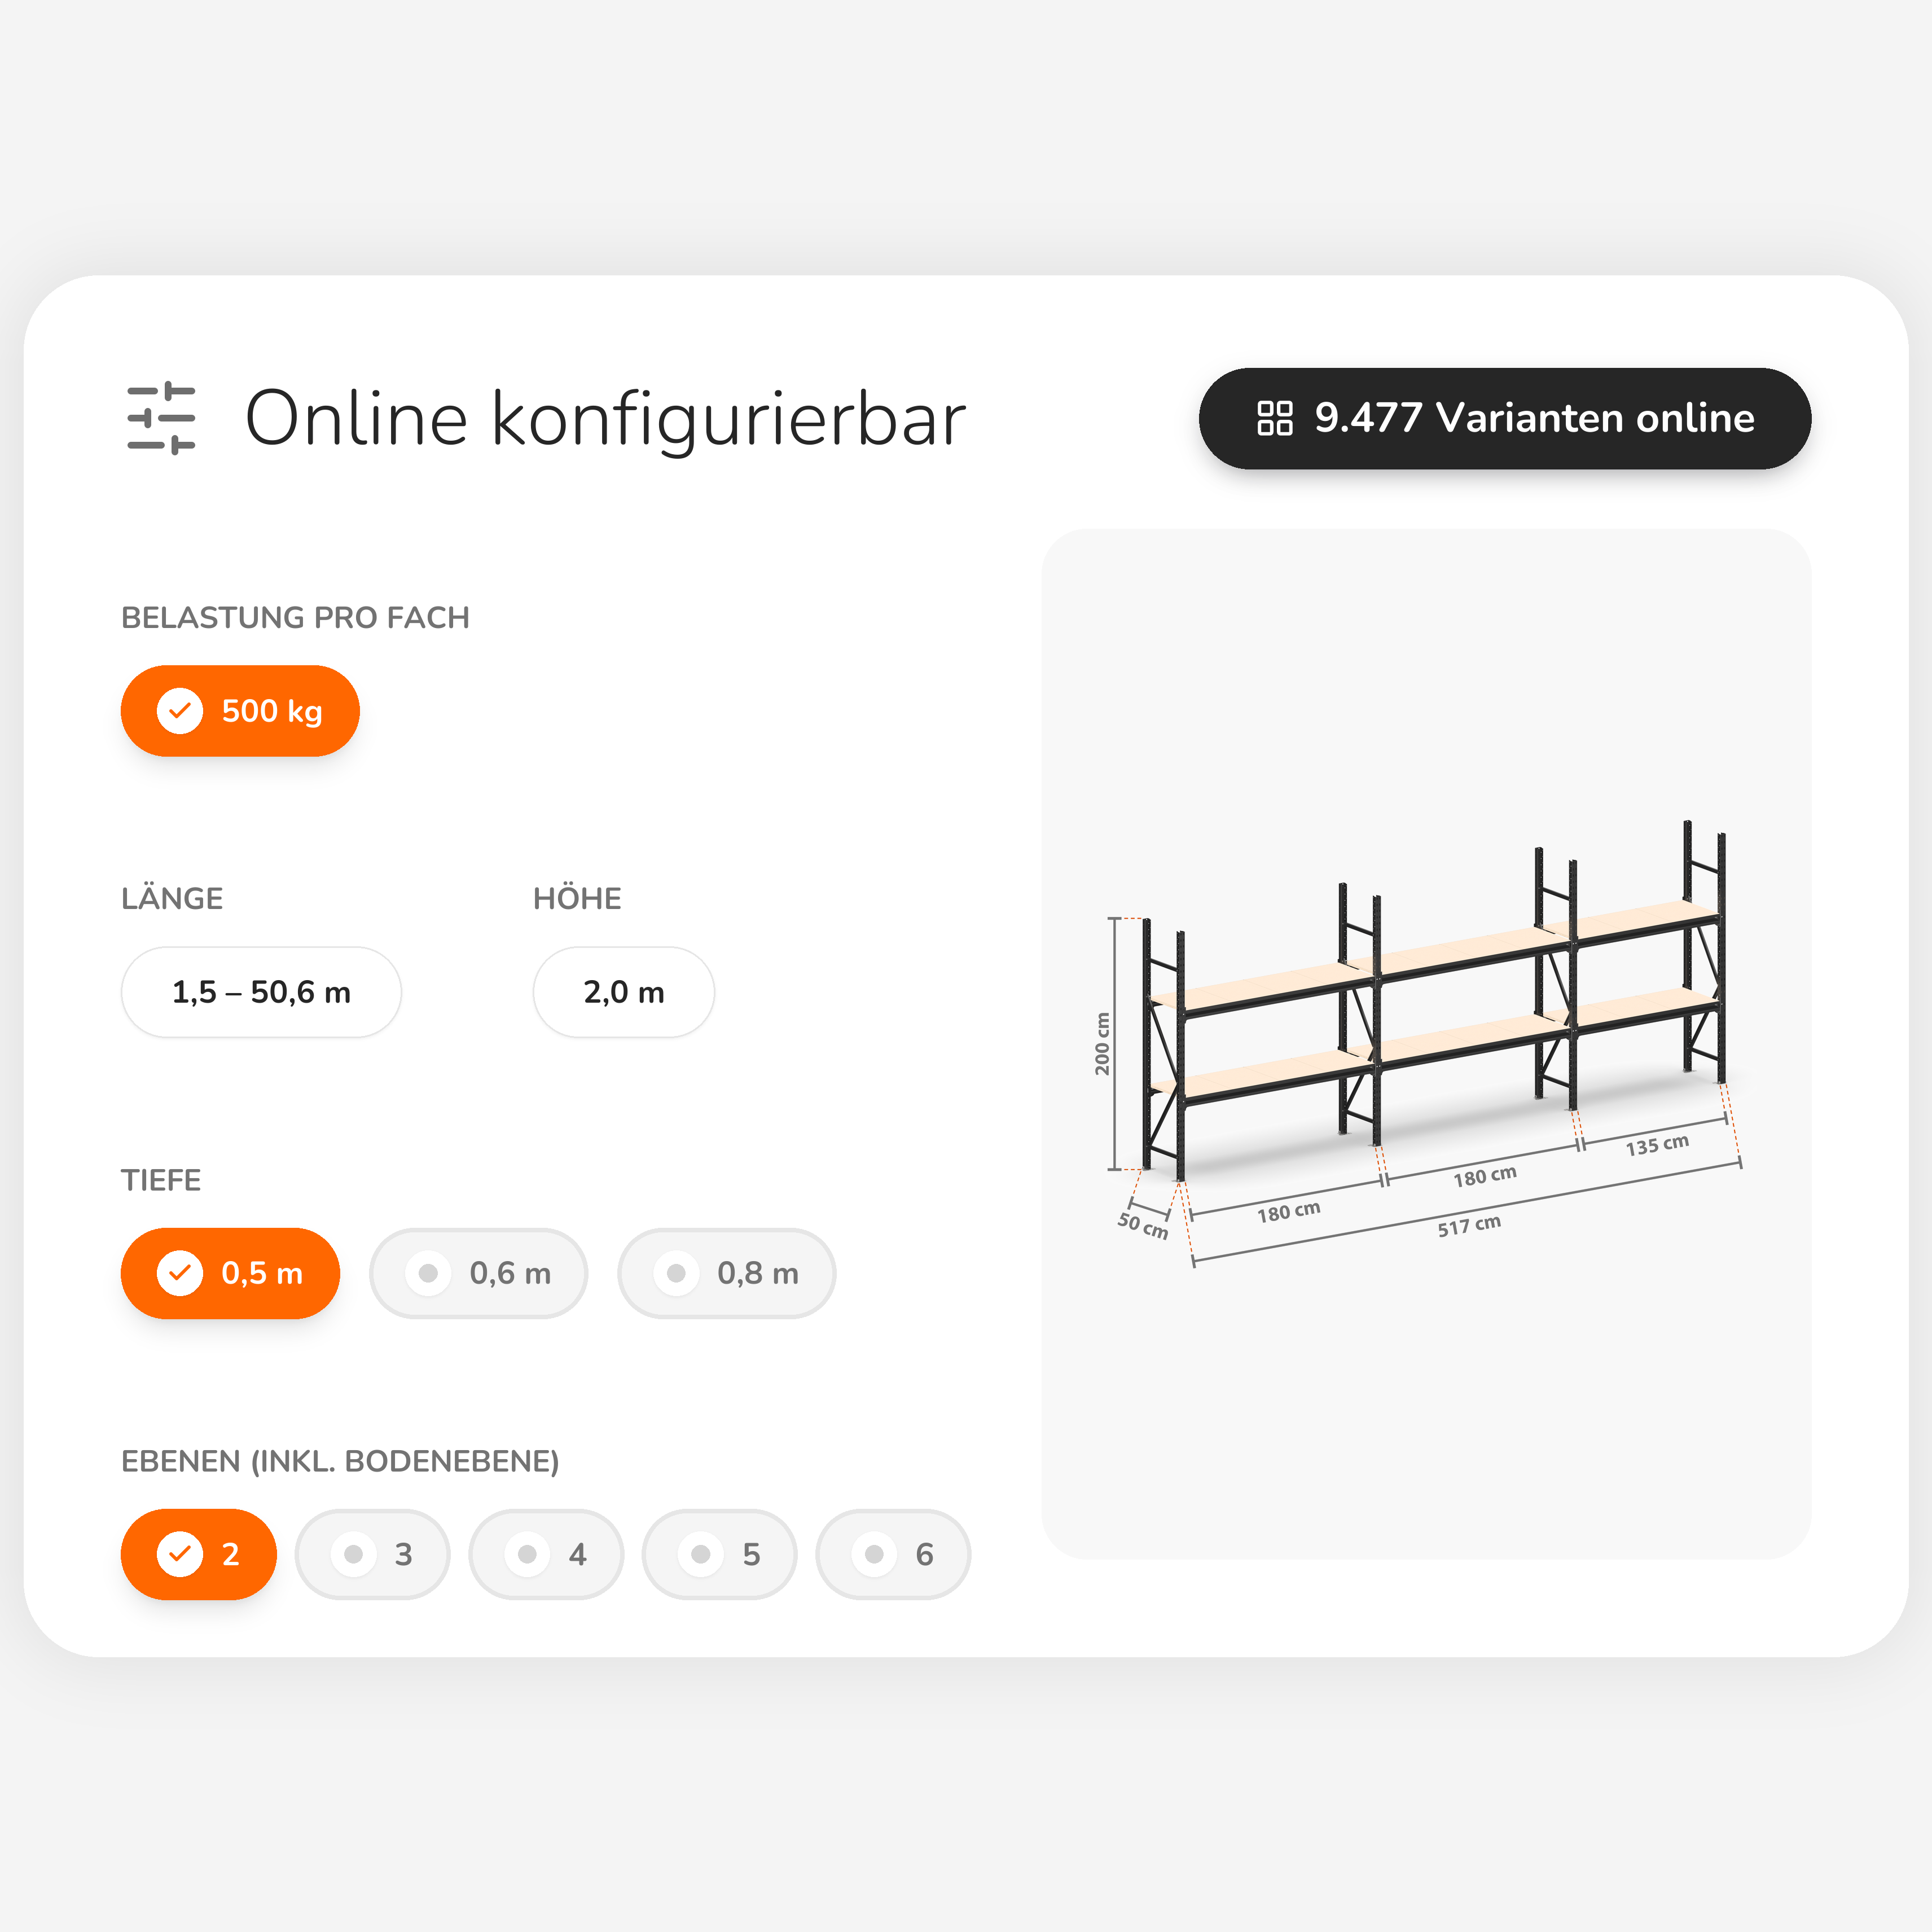 Online konfigurierbar
9.477 Varianten online
BELASTUNG PRO FACH
500 kg
LÄNGE
HÖHE
1,5 – 50,6 m
2,0 m
TIEFE
0,5 m
0,6 m
0,8 m
EBENEN (INKL. BODENEBENE)
2
3
4
5
6
200 cm
50 cm
180 cm
180 cm
135 cm
517 cm